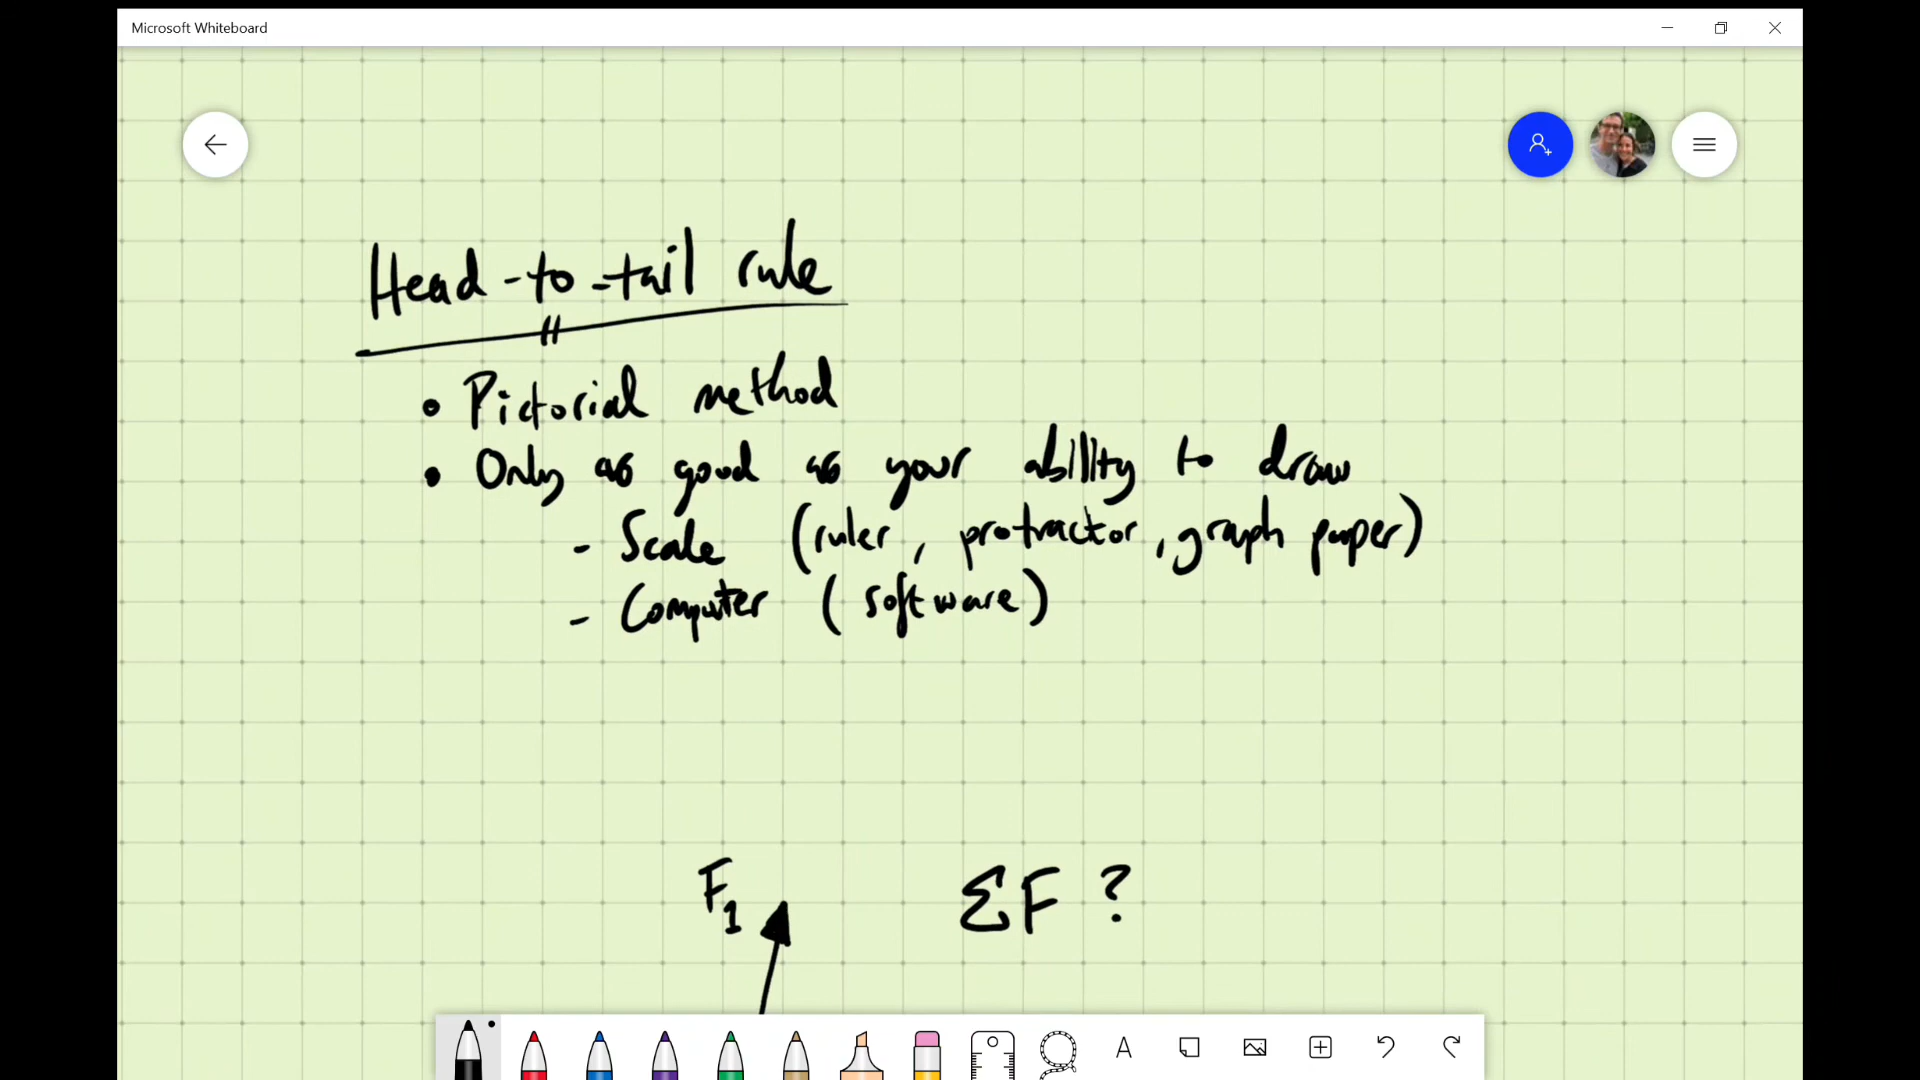 Microsoft Whiteboard
Head-to-tail rule
• Pictorial method
• Only as good as your ability to draw
- Scale (ruler, protractor, graph paper)
- Computer (software)
F1 ΣF ?
A